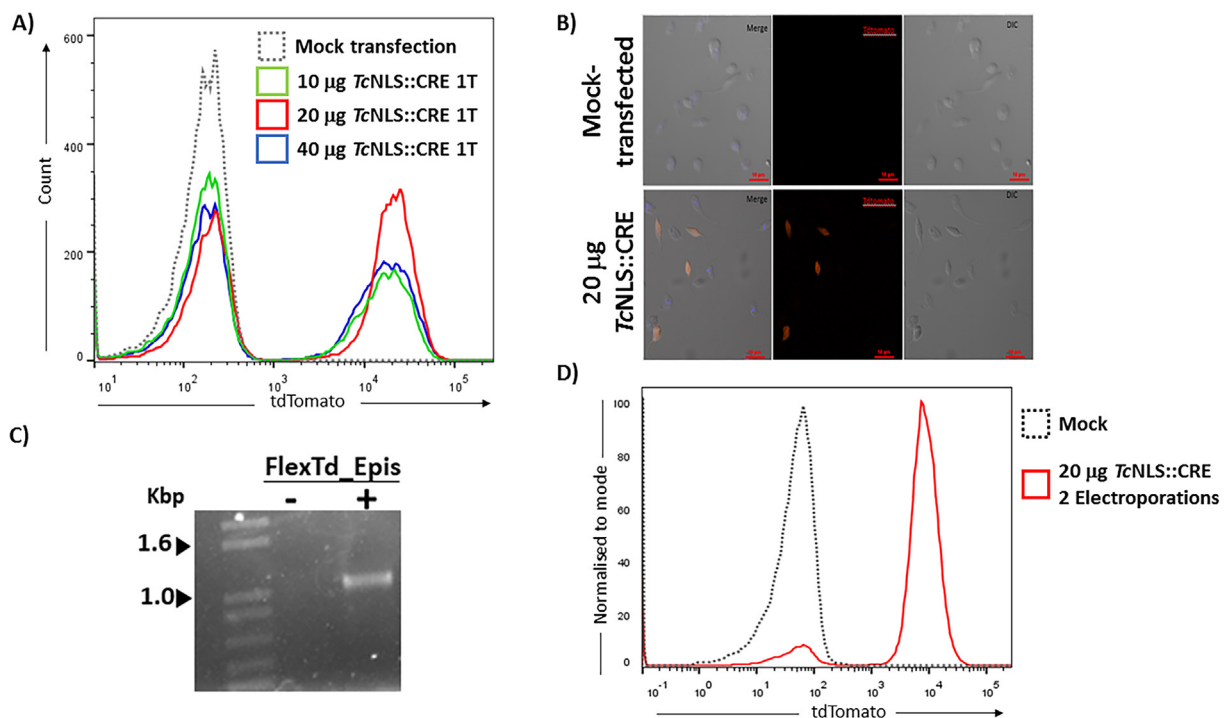 A)
600
400
200
0
Count
10¹
10²
10³
10⁴
10⁵
tdTomato
Mock transfection
10 μg TcNLS::CRE 1T
20 μg TcNLS::CRE 1T
40 μg TcNLS::CRE 1T
B)
Mock-
transfected
Merge
Tdtomato
DIC
20 μg
TcNLS::CRE
Merge
Tdtomato
DIC
C)
FlexTd_Epis
Kbp
-
+
1.6
1.0
D)
100
80
60
40
20
0
Normalised to mode
10⁻¹
10⁰
10¹
10²
10³
10⁴
10⁵
tdTomato
Mock
20 μg TcNLS::CRE
2 Electroporations